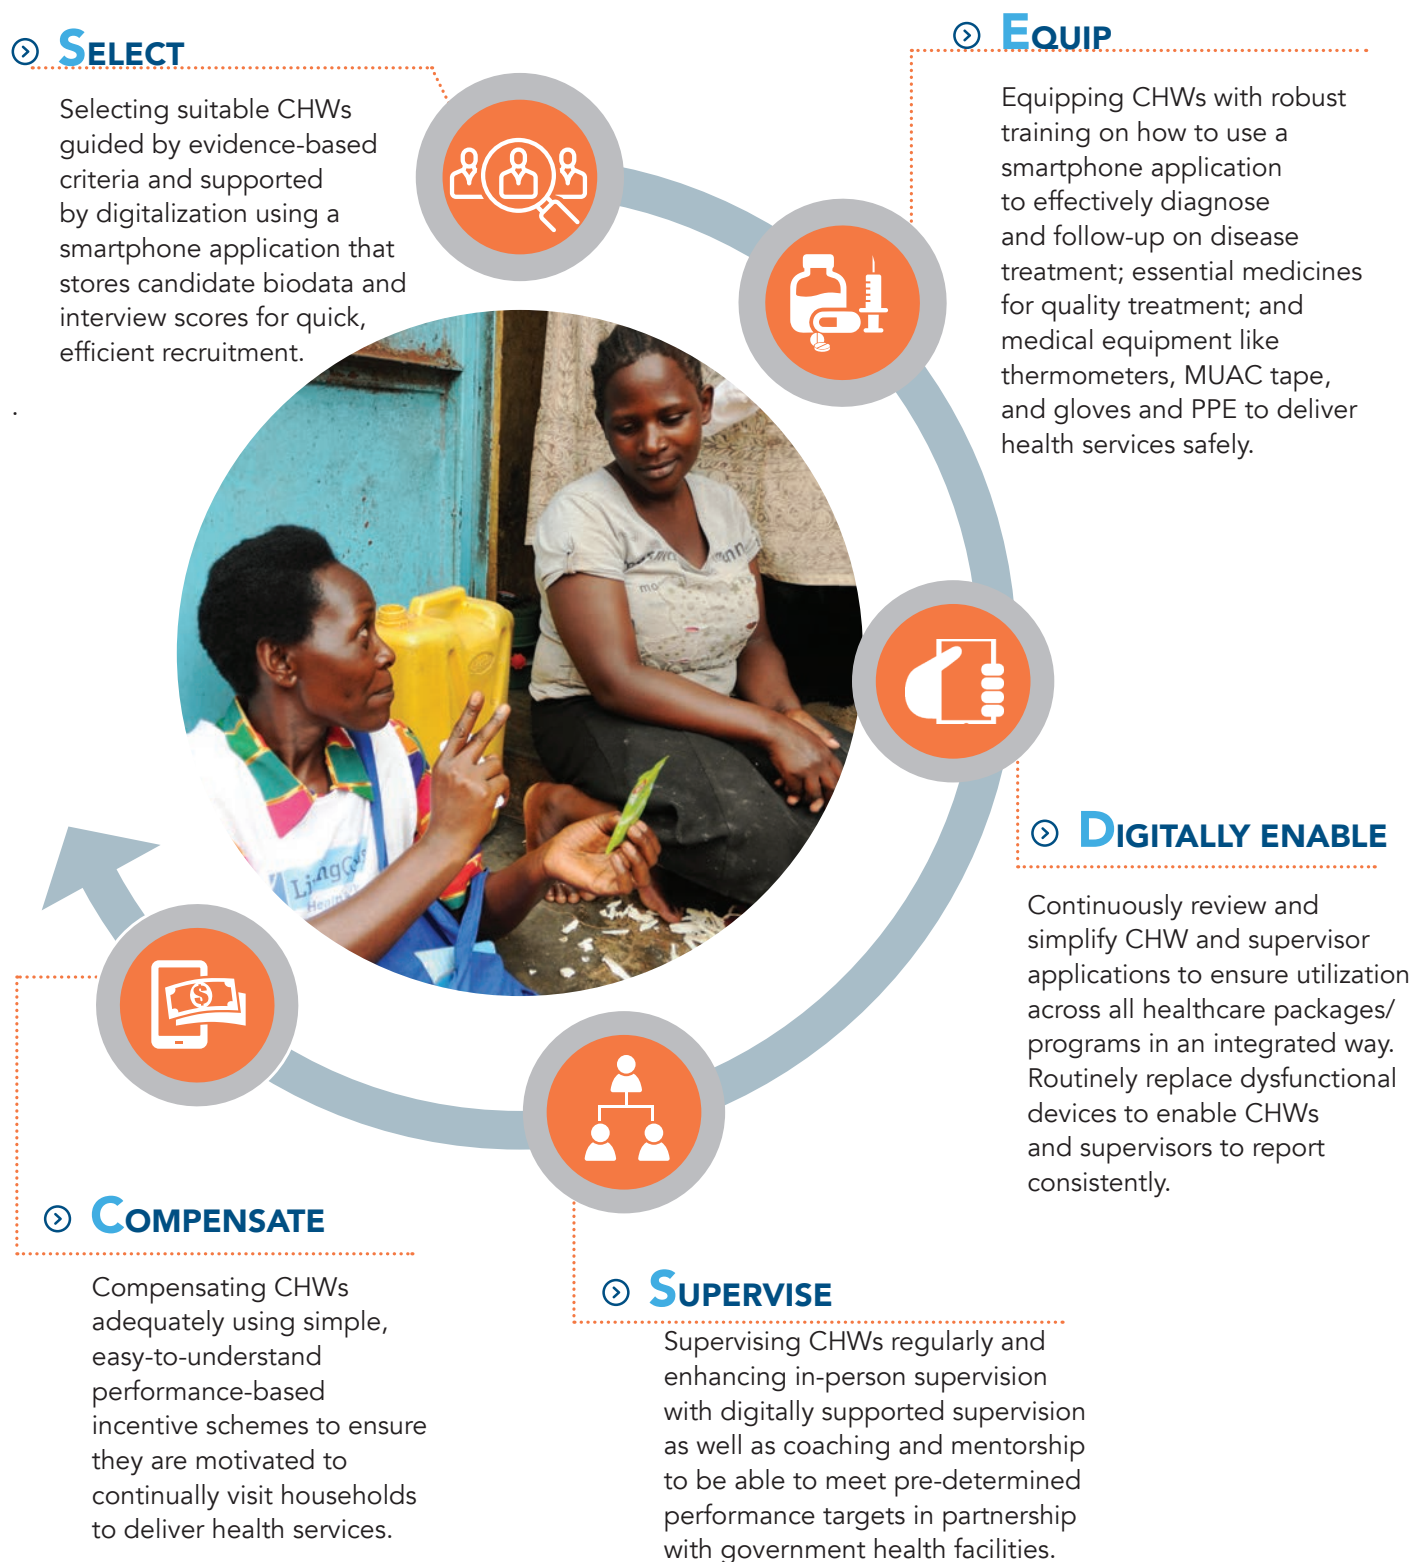 SELECT
Selecting suitable CHWs
guided by evidence-based
criteria and supported
by digitalization using a
smartphone application that
stores candidate biodata and
interview scores for quick,
efficient recruitment.
.
EQUIP
Equipping CHWs with robust
training on how to use a
smartphone application
to effectively diagnose
and follow-up on disease
treatment; essential medicines
for quality treatment; and
medical equipment like
thermometers, MUAC tape,
and gloves and PPE to deliver
health services safely.
DIGITALLY ENABLE
Continuously review and
simplify CHW and supervisor
applications to ensure utilization
across all healthcare packages/
programs in an integrated way.
Routinely replace dysfunctional
devices to enable CHWs
and supervisors to report
consistently.
SUPERVISE
Supervising CHWs regularly and
enhancing in-person supervision
with digitally supported supervision
as well as coaching and mentorship
to be able to meet pre-determined
performance targets in partnership
with government health facilities.
COMPENSATE
Compensating CHWs
adequately using simple,
easy-to-understand
performance-based
incentive schemes to ensure
they are motivated to
continually visit households
to deliver health services.
$
Living